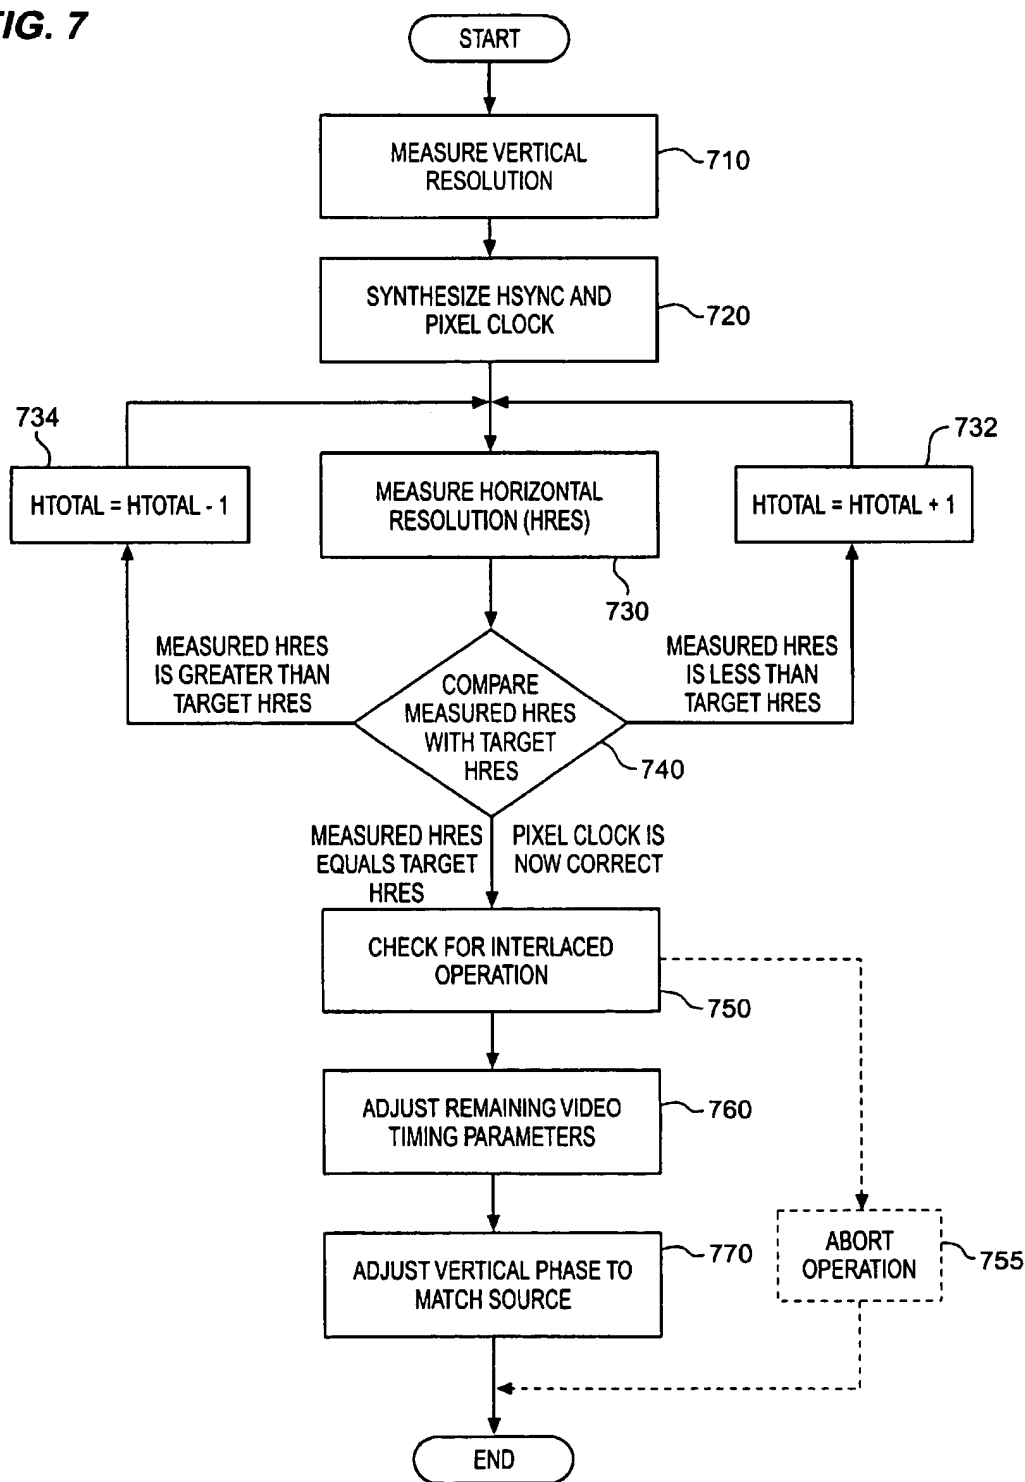 FIG. 7
START
MEASURE VERTICAL
RESOLUTION
710
SYNTHESIZE HSYNC AND
PIXEL CLOCK
720
734
HTOTAL = HTOTAL - 1
MEASURE HORIZONTAL
RESOLUTION (HRES)
730
732
HTOTAL = HTOTAL + 1
MEASURED HRES
IS GREATER THAN
TARGET HRES
COMPARE
MEASURED HRES
WITH TARGET
HRES
740
MEASURED HRES
IS LESS THAN
TARGET HRES
MEASURED HRES
EQUALS TARGET
HRES
PIXEL CLOCK IS
NOW CORRECT
CHECK FOR INTERLACED
OPERATION
750
ADJUST REMAINING VIDEO
TIMING PARAMETERS
760
ADJUST VERTICAL PHASE TO
MATCH SOURCE
770
ABORT
OPERATION
755
END